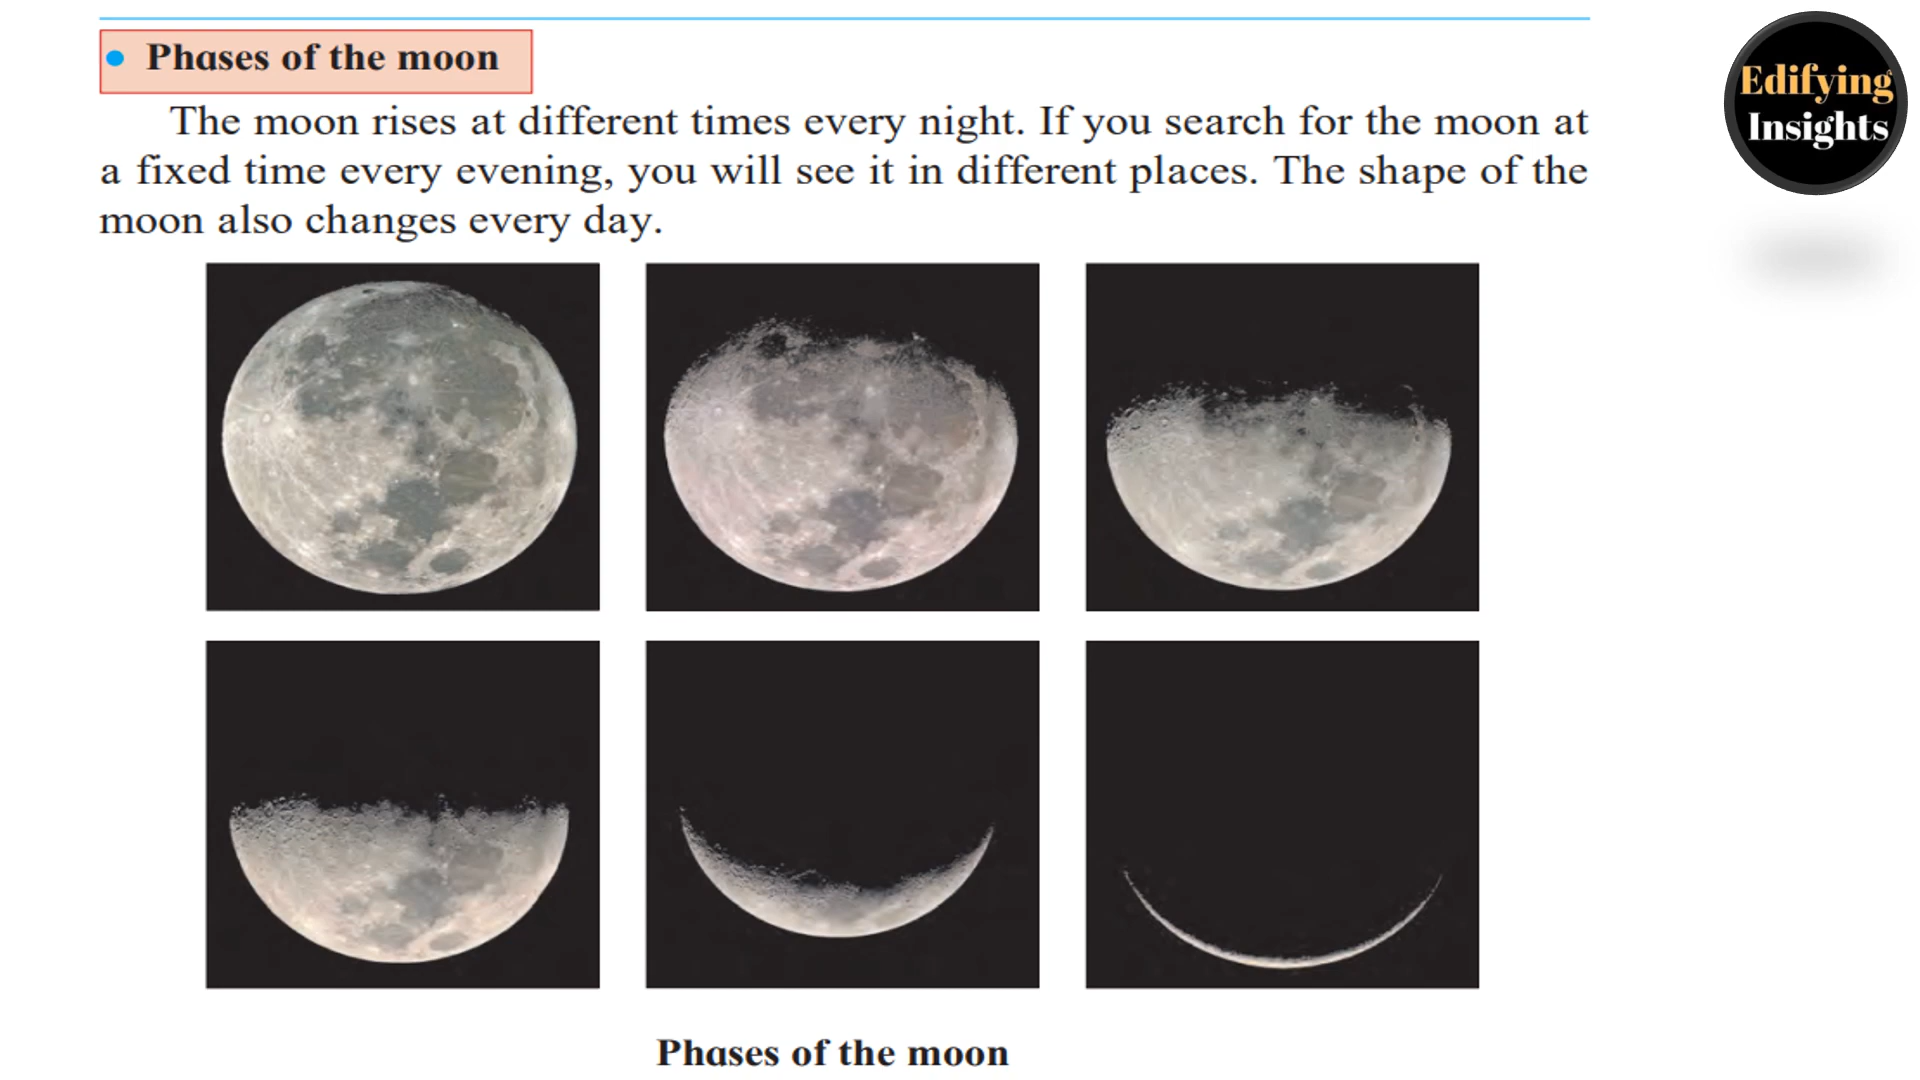 • Phases of the moon
Edifying
Insights
The moon rises at different times every night. If you search for the moon at
a fixed time every evening, you will see it in different places. The shape of the
moon also changes every day.
Phases of the moon